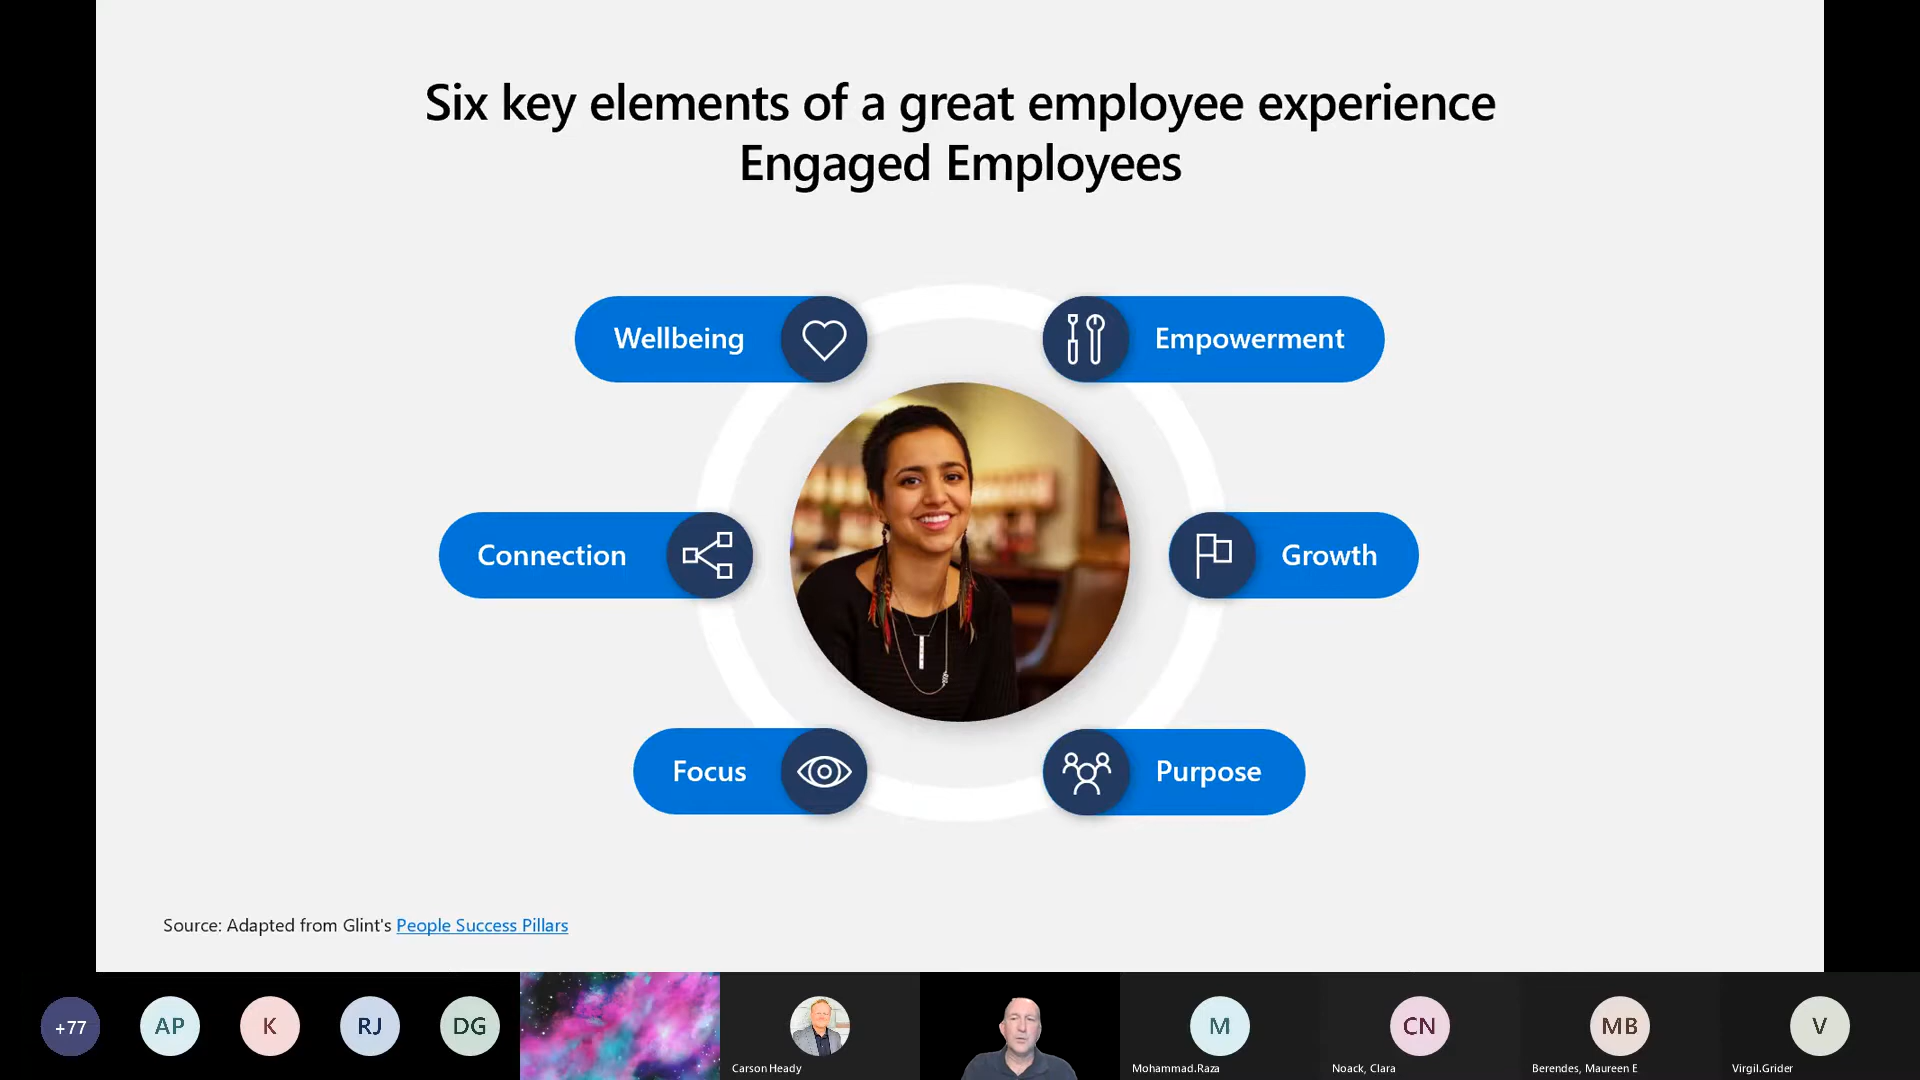 Six key elements of a great employee experience
Engaged Employees
Wellbeing
Empowerment
Connection
Growth
Focus
Purpose
Source: Adapted from Glint's People Success Pillars
+77
AP
K
RJ
DG
Carson Heady
M
Mohammad.Raza
CN
Noack, Clara
MB
Berendes, Maureen E
V
Virgil.Grider